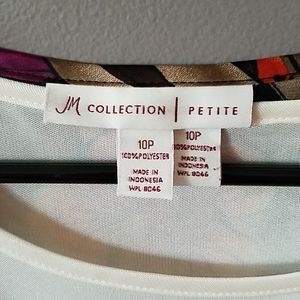 JM COLLECTION | PETITE
10P
100% POLYESTER
MADE IN
INDONESIA
WPL 8046
10P
100% POLYESTER
MADE IN
INDONESIA
WPL 8046